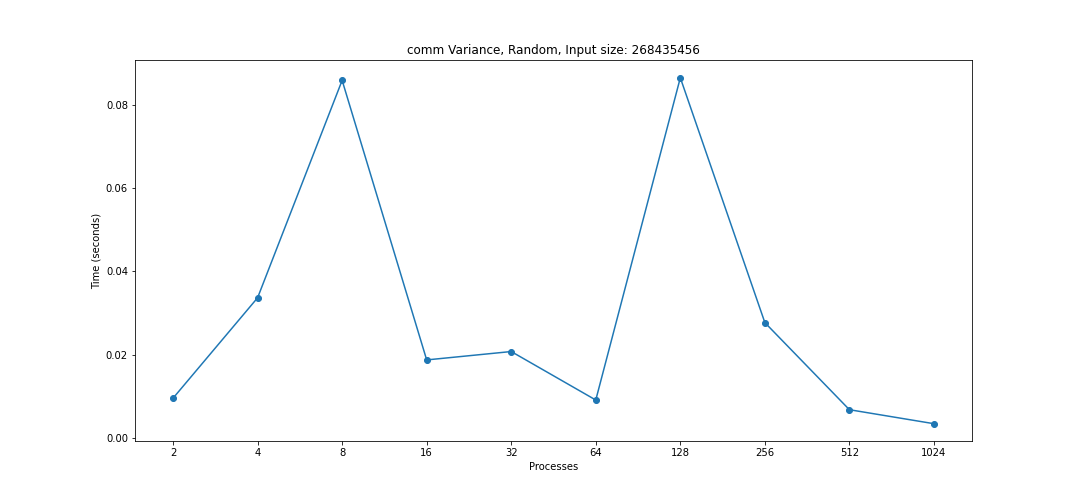 comm Variance, Random, Input size: 268435456
0.08
0.06
0.04
0.02
0.00
Time (seconds)
2 4 8 16 32 64 128 256 512 1024
Processes